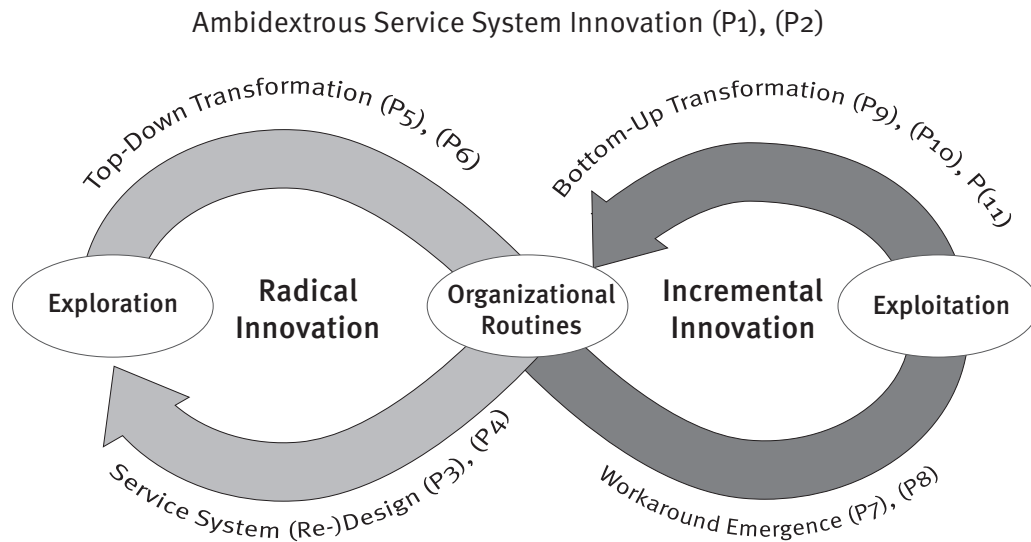 Ambidextrous Service System Innovation (P1), (P2)
Top-Down Transformation (P5), (P6)
Bottom-Up Transformation (P9), (P10), P(11)
Exploration
Radical
Innovation
Organizational
Routines
Incremental
Innovation
Exploitation
Service System (Re-)Design (P3), (P4)
Workaround Emergence (P7), (P8)